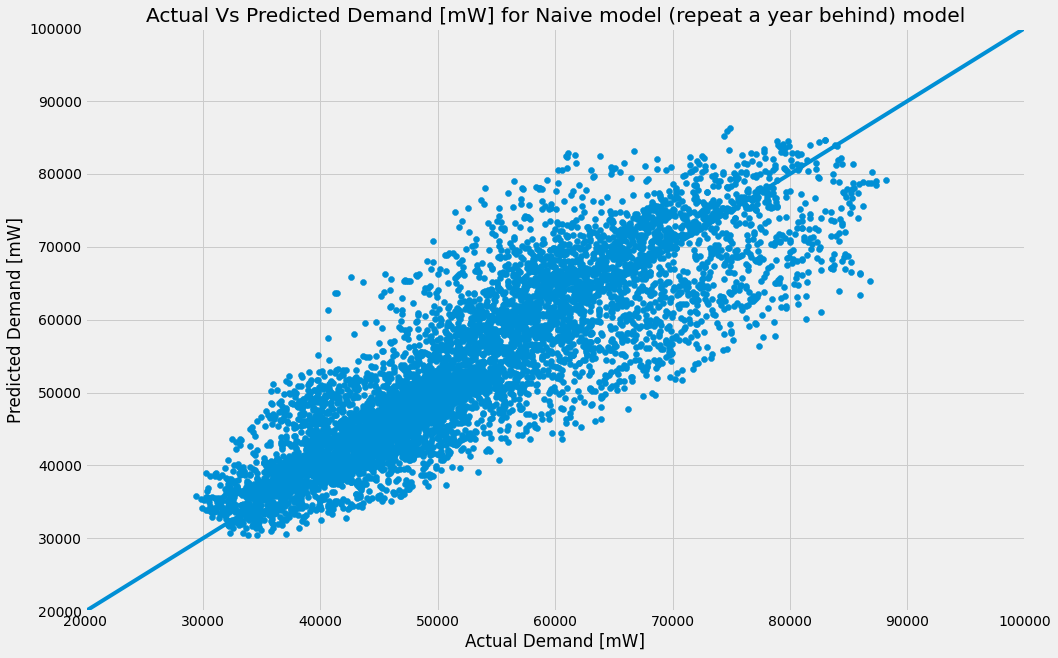 Actual Vs Predicted Demand [mW] for Naive model (repeat a year behind) model
100000
90000
80000
70000
60000
50000
40000
30000
20000
Predicted Demand [mW]
20000 30000 40000 50000 60000 70000 80000 90000 100000
Actual Demand [mW]